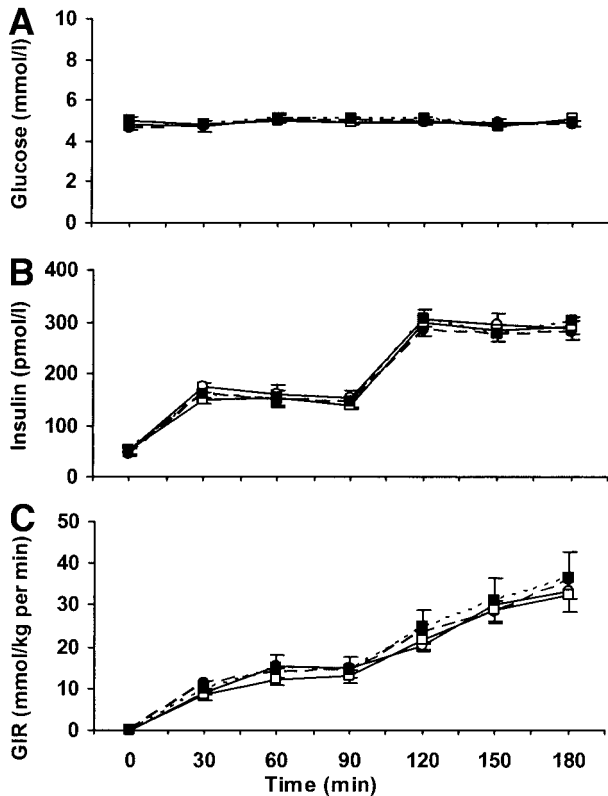 A
Glucose (mmol/l)
10
8
6
4
2
0
B
Insulin (pmol/l)
400
300
200
100
0
C
GIR (mmol/kg per min)
50
40
30
20
10
0
0 30 60 90 120 150 180
Time (min)